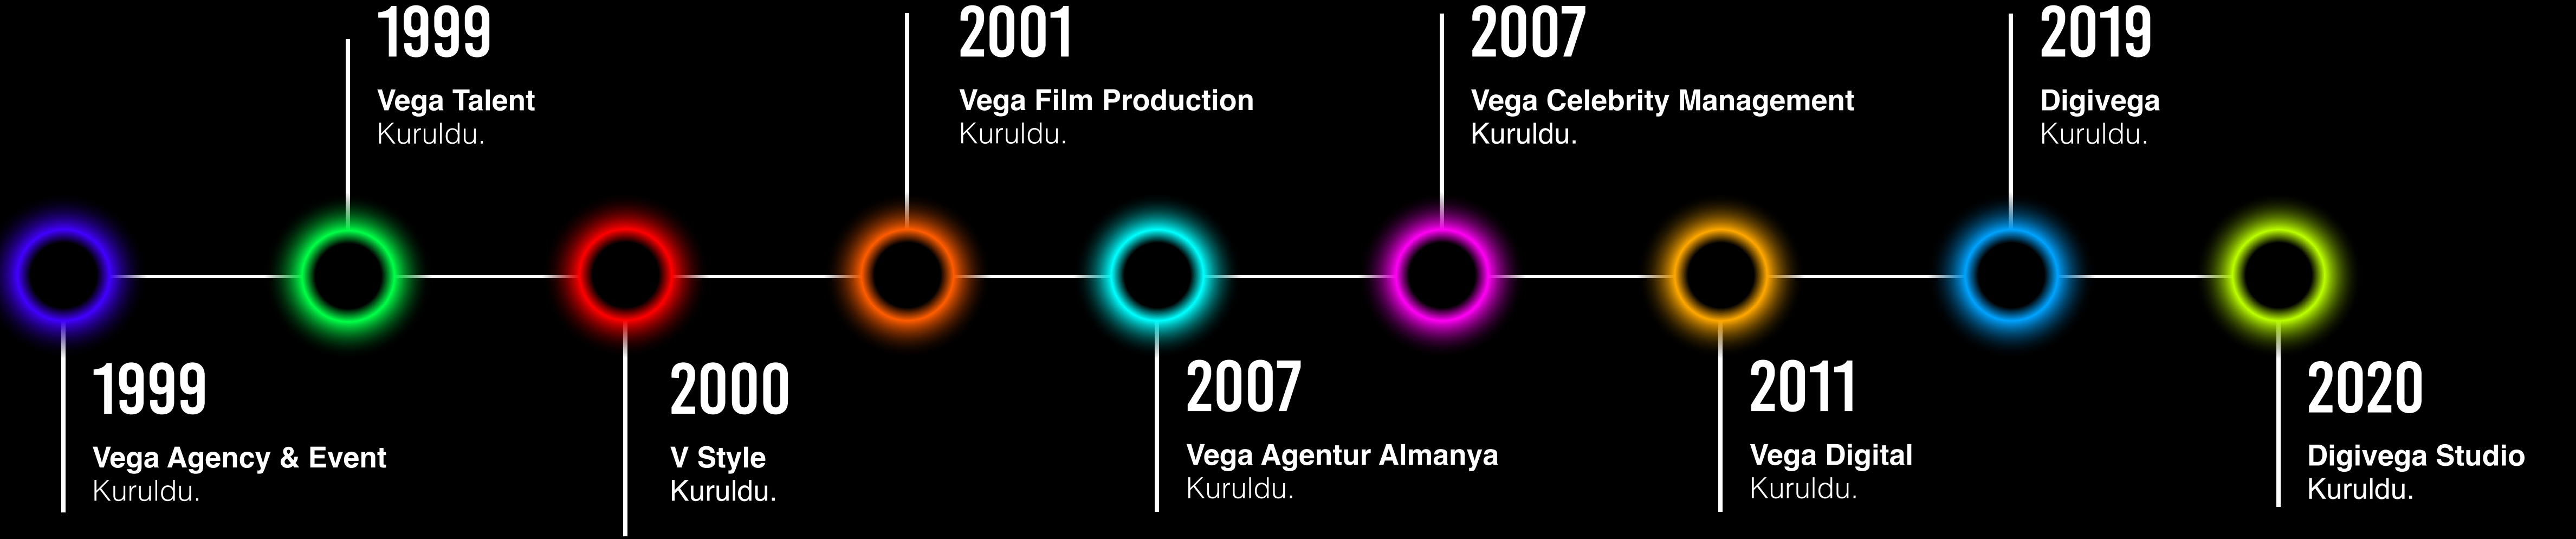 1999
Vega Talent
Kuruldu.
2001
Vega Film Production
Kuruldu.
2007
Vega Celebrity Management
Kuruldu.
2019
Digivega
Kuruldu.
1999
Vega Agency & Event
Kuruldu.
2000
V Style
Kuruldu.
2007
Vega Agentur Almanya
Kuruldu.
2011
Vega Digital
Kuruldu.
2020
Digivega Studio
Kuruldu.